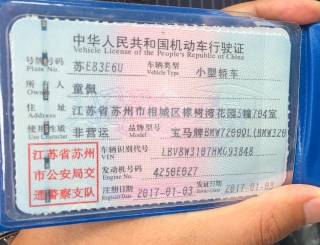 中华人民共和国机动车行驶证
Vehicle License of the People's Republic of China
号牌号码 苏E83E6U 车辆类型 小型轿车
Plate No. Vehicle Type
所有人 童佩
Owner
住址 江苏省苏州市相城区橡树湾花园5幢704室
Address
使用性质 非营运 品牌型号 宝马牌BMW7200QL(BMW320
Use Character Model
江苏省苏州 车辆识别代号 LBV8W3107HMG93848
VIN
市公安局交 发动机号码 4250E027
Engine No.
通警察支队 注册日期 2017-01-03 发证日期 2017-01-03
Register Date Issue Date